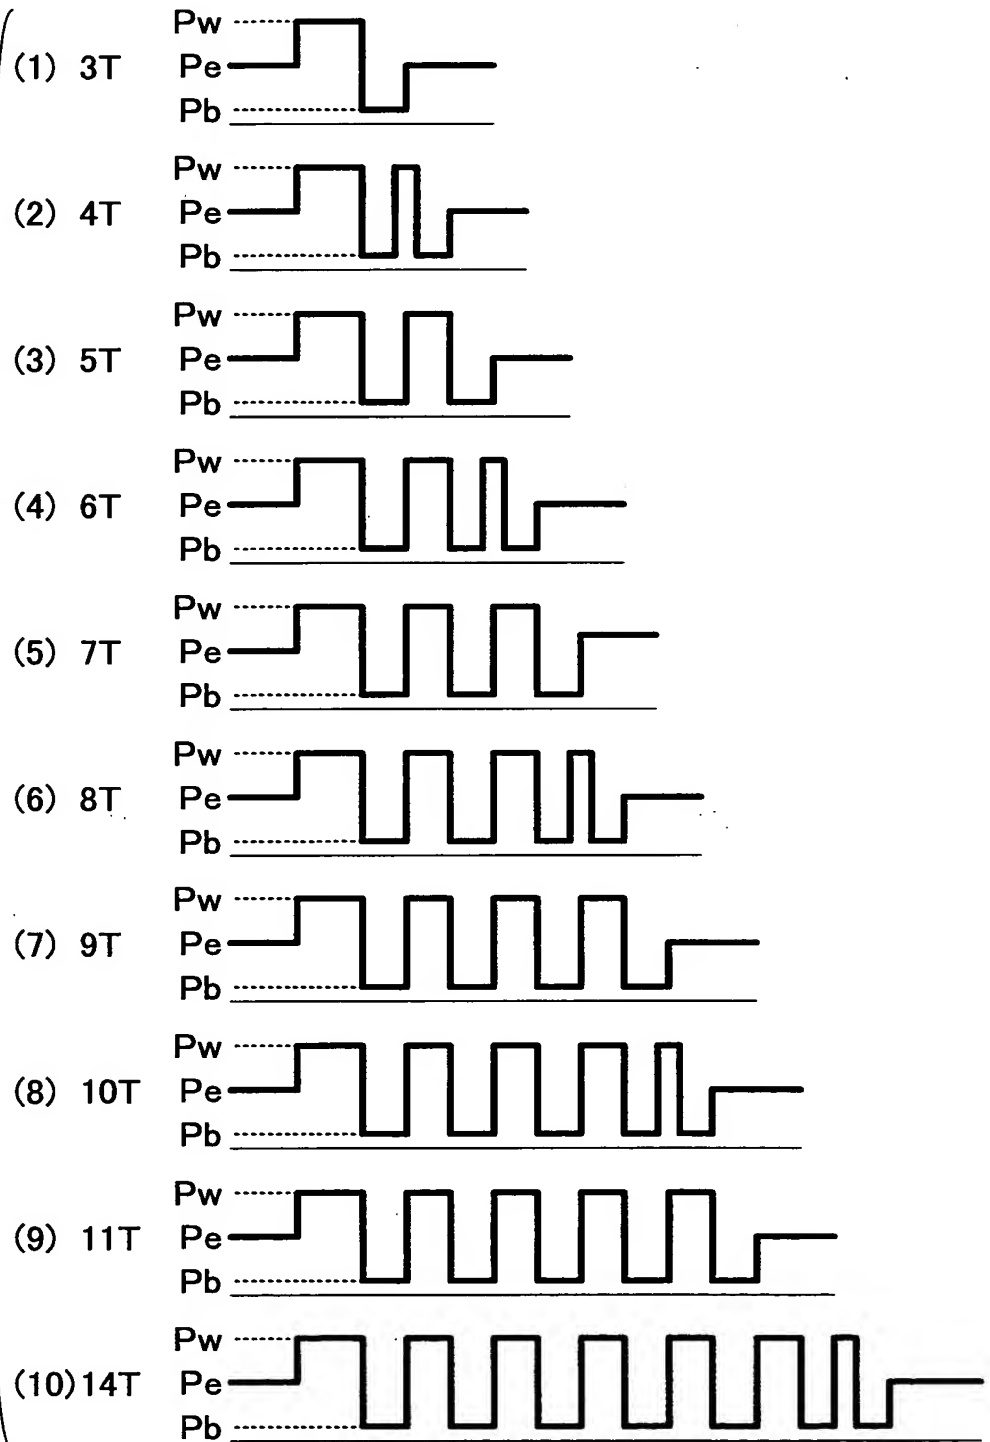 Pw
(1) 3T Pe
Pb
Pw
(2) 4T Pe
Pb
Pw
(3) 5T Pe
Pb
Pw
(4) 6T Pe
Pb
Pw
(5) 7T Pe
Pb
Pw
(6) 8T Pe
Pb
Pw
(7) 9T Pe
Pb
Pw
(8) 10T Pe
Pb
Pw
(9) 11T Pe
Pb
Pw
(10) 14T Pe
Pb